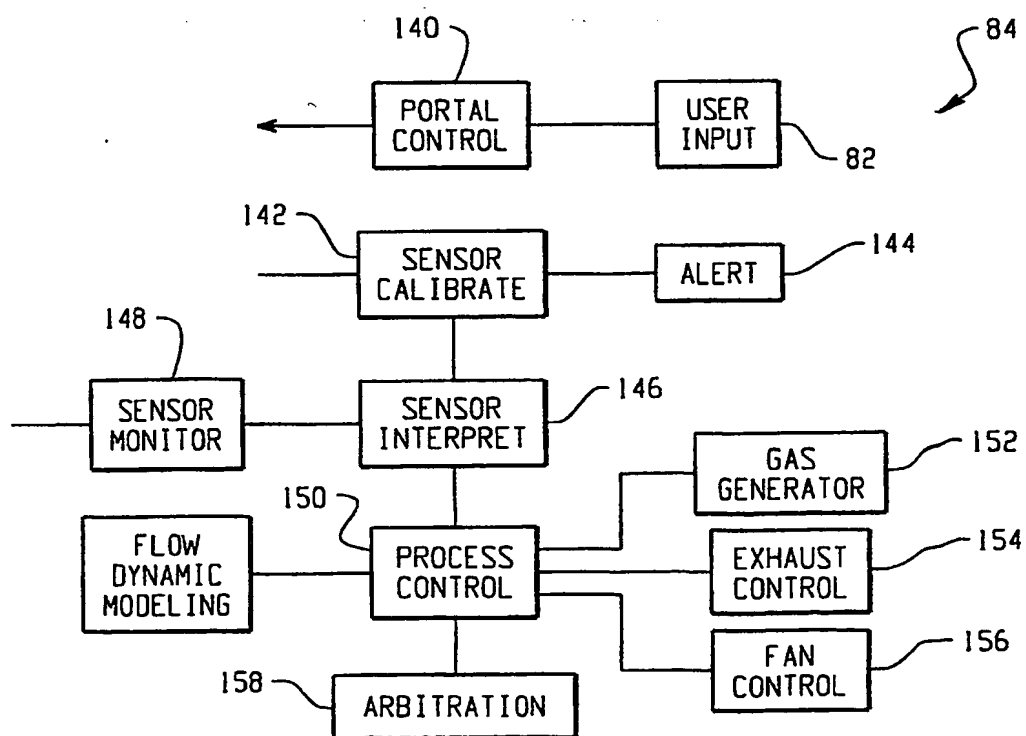 140
84
PORTAL
CONTROL
USER
INPUT
82
142
SENSOR
CALIBRATE
ALERT
144
148
SENSOR
MONITOR
SENSOR
INTERPRET
146
GAS
GENERATOR
152
150
FLOW
DYNAMIC
MODELING
PROCESS
CONTROL
EXHAUST
CONTROL
154
FAN
CONTROL
156
158
ARBITRATION